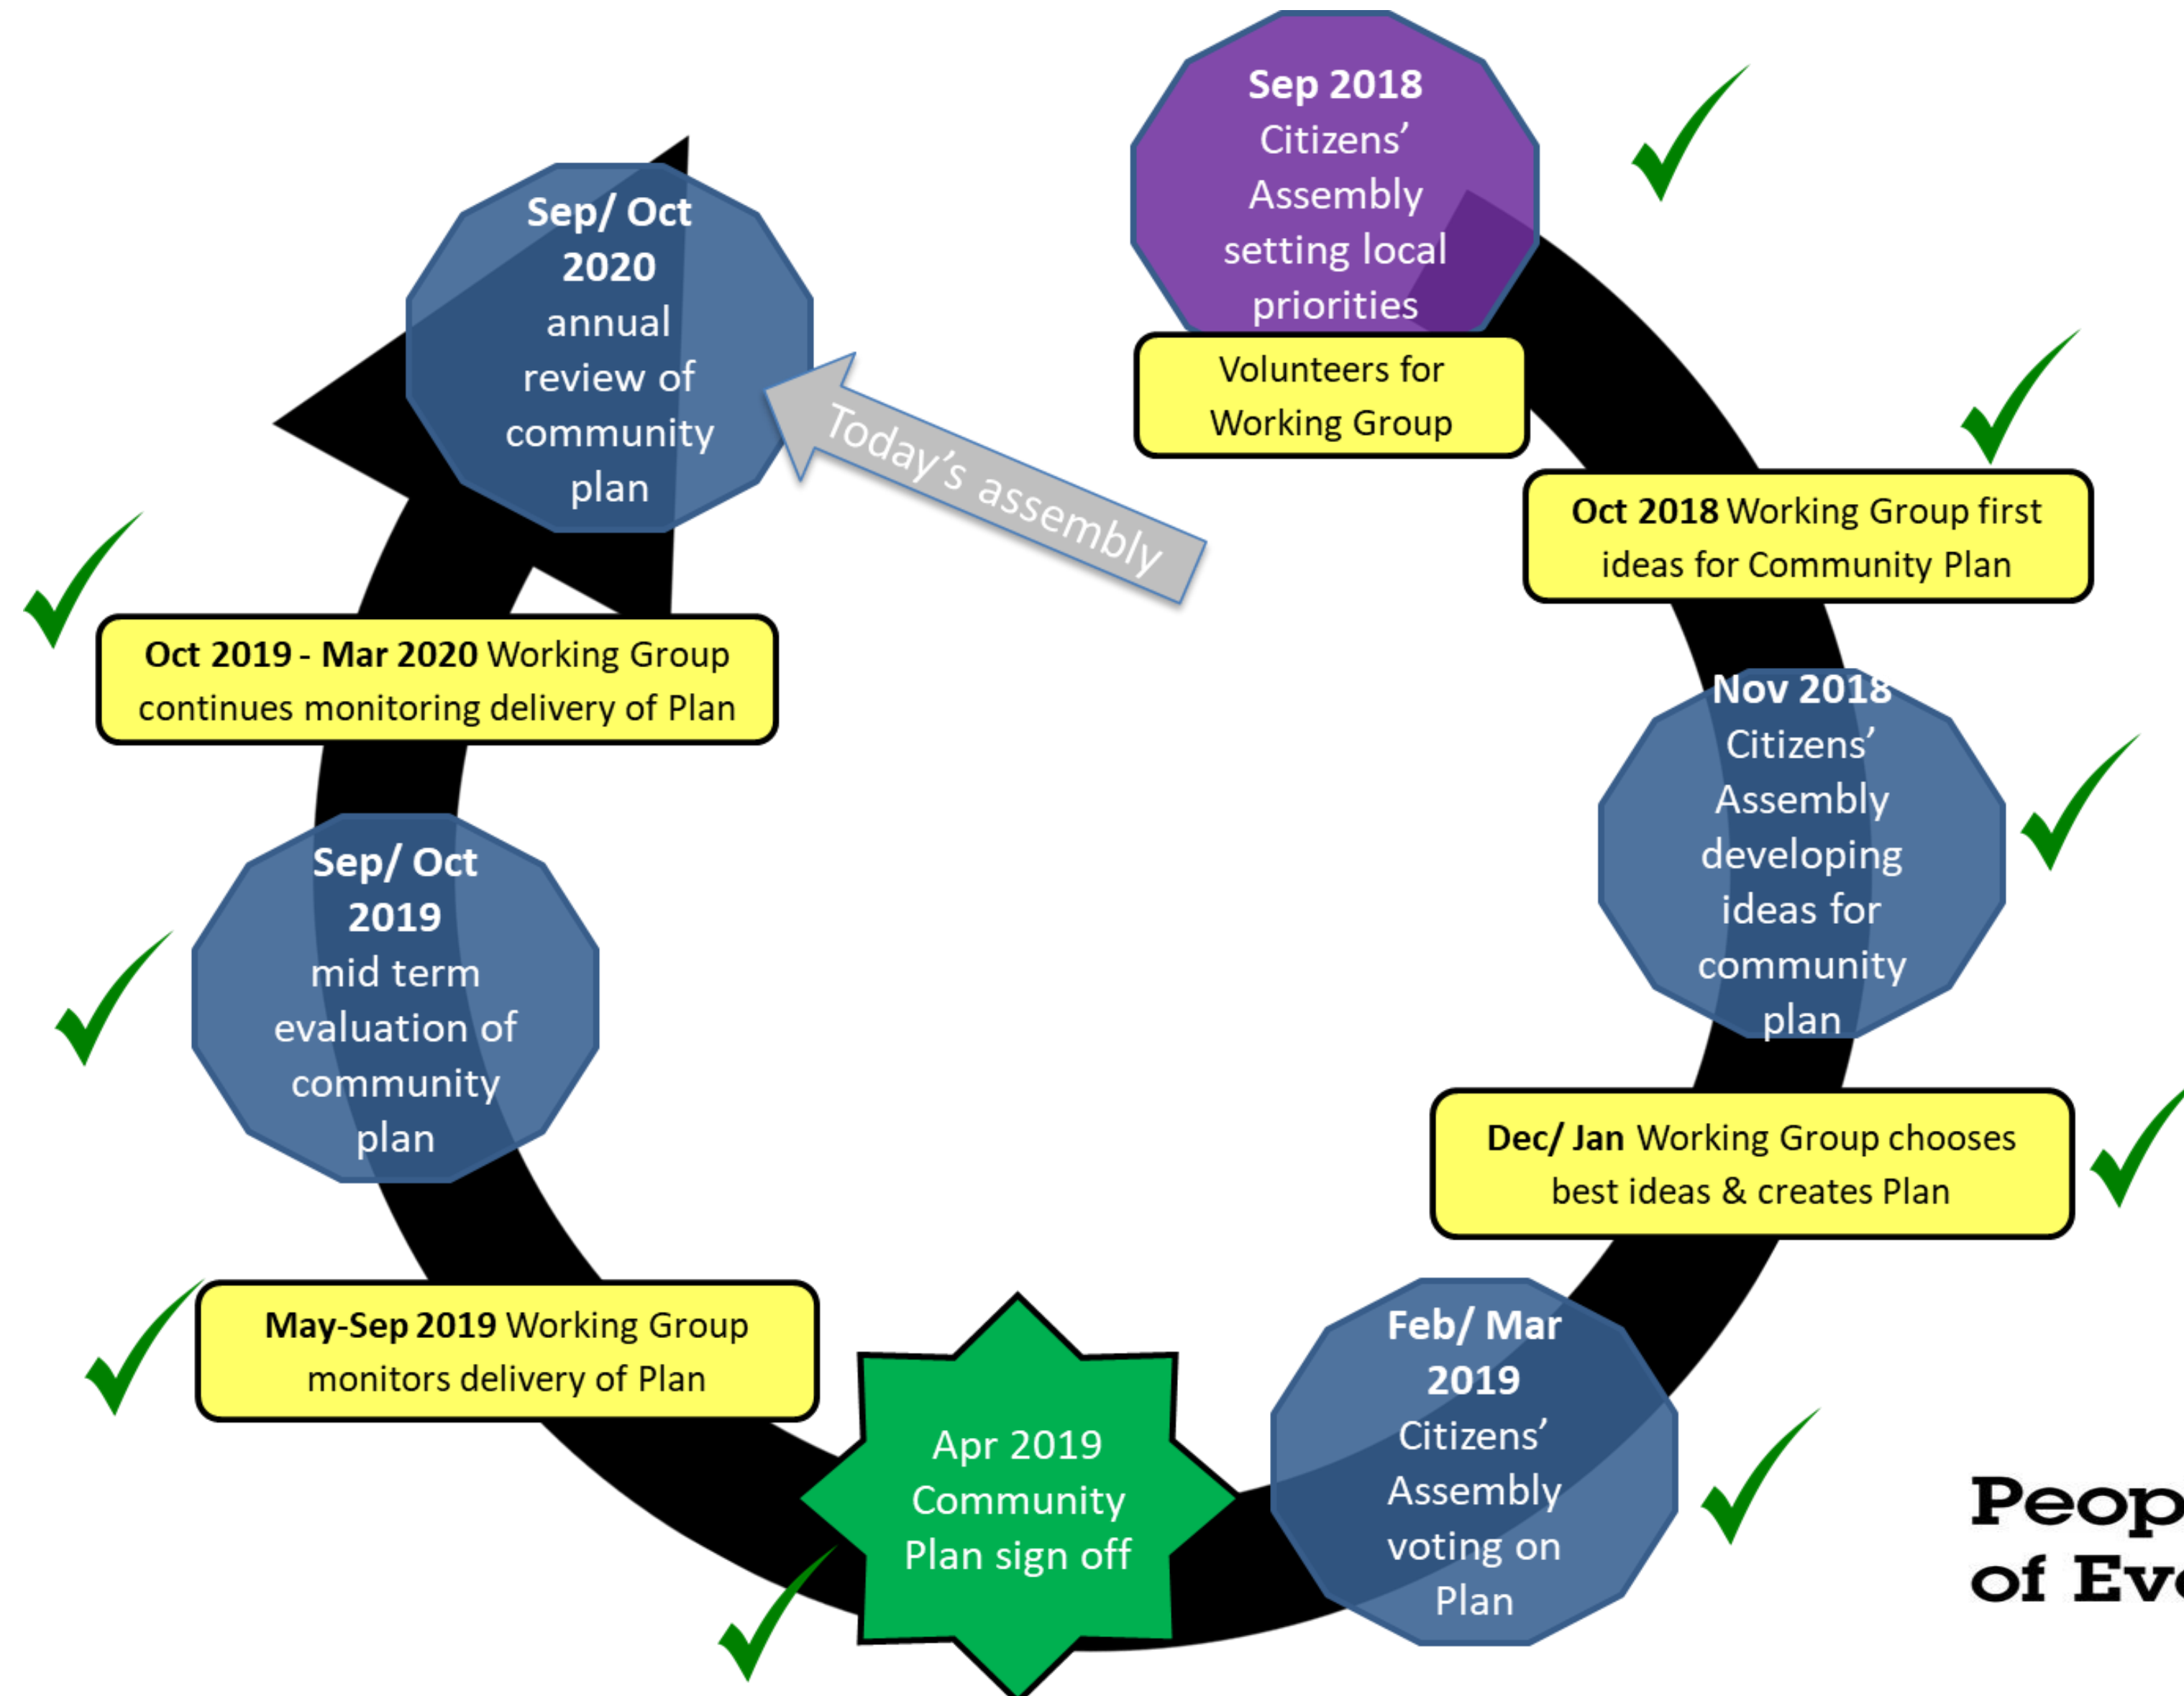 Sep 2018
Citizens’
Assembly
setting local
priorities
Volunteers for
Working Group
Oct 2018 Working Group first
ideas for Community Plan
Nov 2018
Citizens’
Assembly
developing
ideas for
community
plan
Dec/ Jan Working Group chooses
best ideas & creates Plan
Feb/ Mar
2019
Citizens’
Assembly
voting on
Plan
Apr 2019
Community
Plan sign off
May-Sep 2019 Working Group
monitors delivery of Plan
Sep/ Oct
2019
mid term
evaluation of
community
plan
Oct 2019 - Mar 2020 Working Group
continues monitoring delivery of Plan
Sep/ Oct
2020
annual
review of
community
plan
Today’s assembly
of